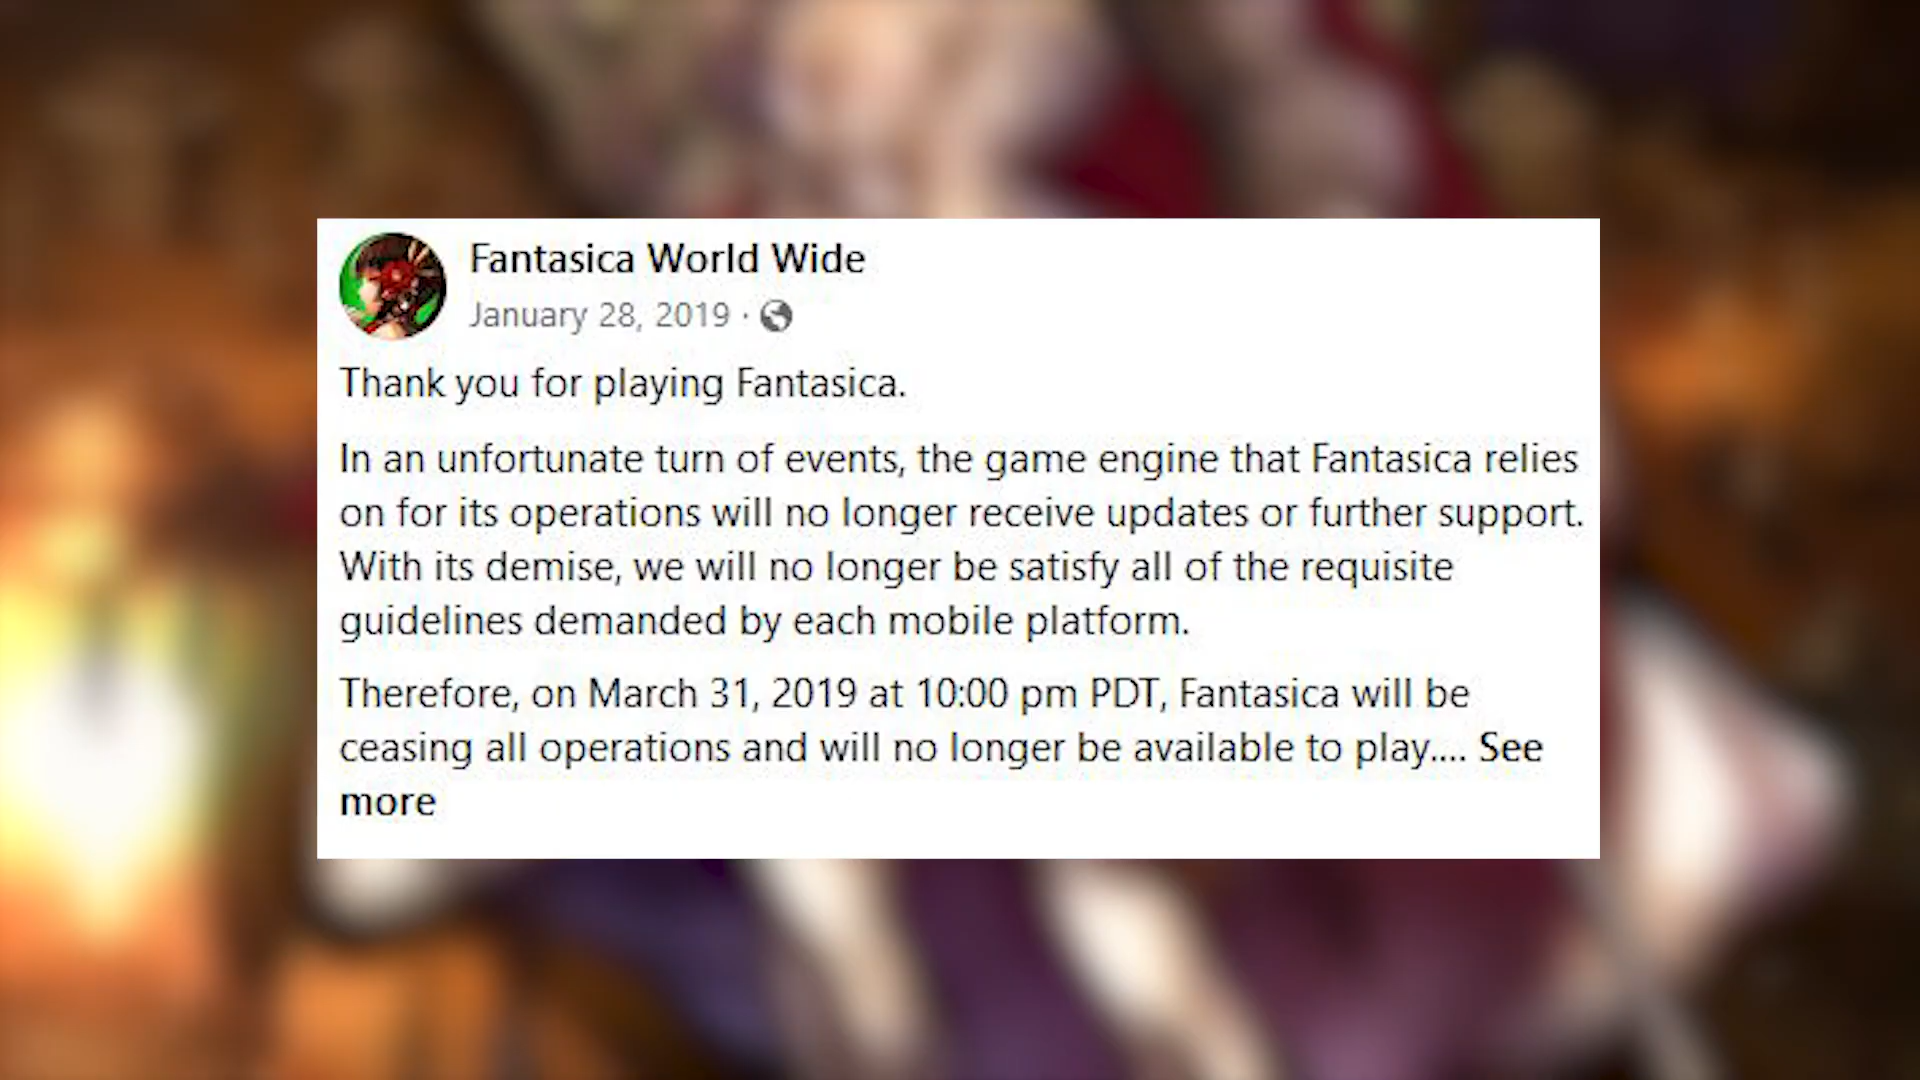 Fantasica World Wide
January 28, 2019 ·
Thank you for playing Fantasica.
In an unfortunate turn of events, the game engine that Fantasica relies
on for its operations will no longer receive updates or further support.
With its demise, we will no longer be satisfy all of the requisite
guidelines demanded by each mobile platform.
Therefore, on March 31, 2019 at 10:00 pm PDT, Fantasica will be
ceasing all operations and will no longer be available to play.... See
more